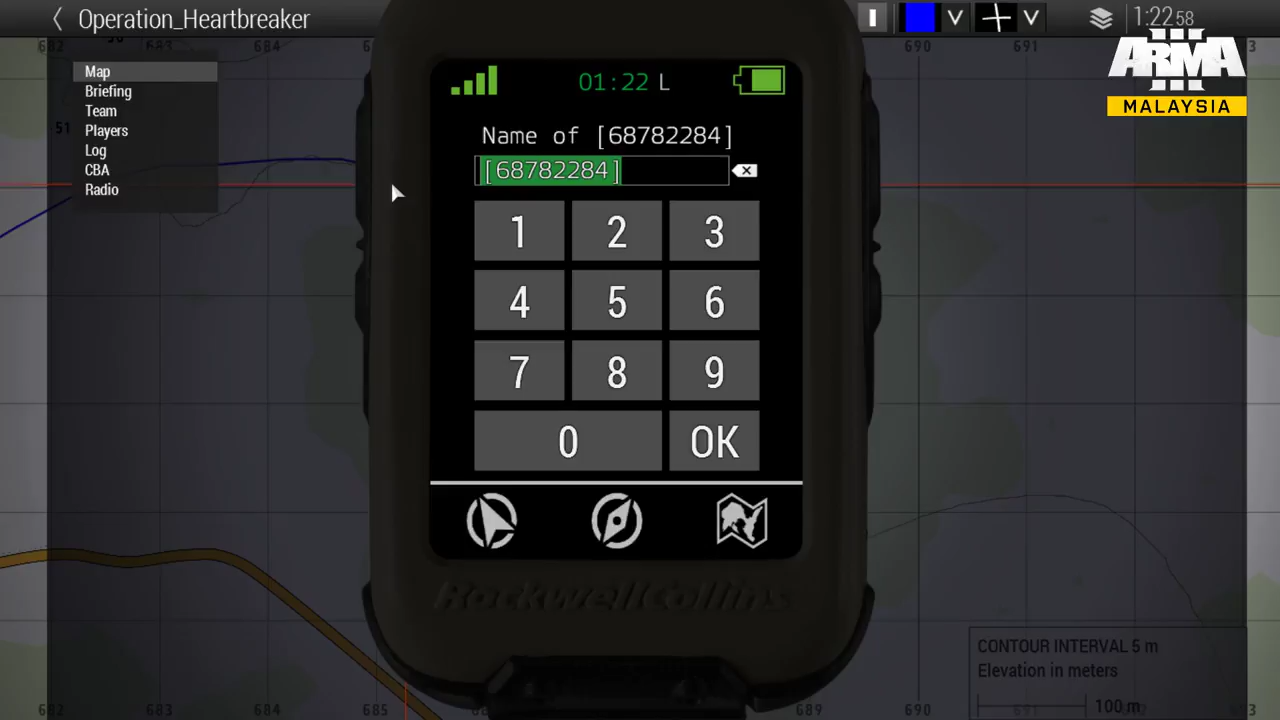 Operation_Heartbreaker
1:22 58
682 683 684 690 691
ARMA III
MALAYSIA
Map
Briefing
Team
Players
Log
CBA
Radio
51
01:22 L
Name of [68782284]
[68782284]
1 2 3
4 5 6
7 8 9
0 OK
RockwellCollins
CONTOUR INTERVAL 5 m
Elevation in meters
100 m
682 683 684 685 689 690 691